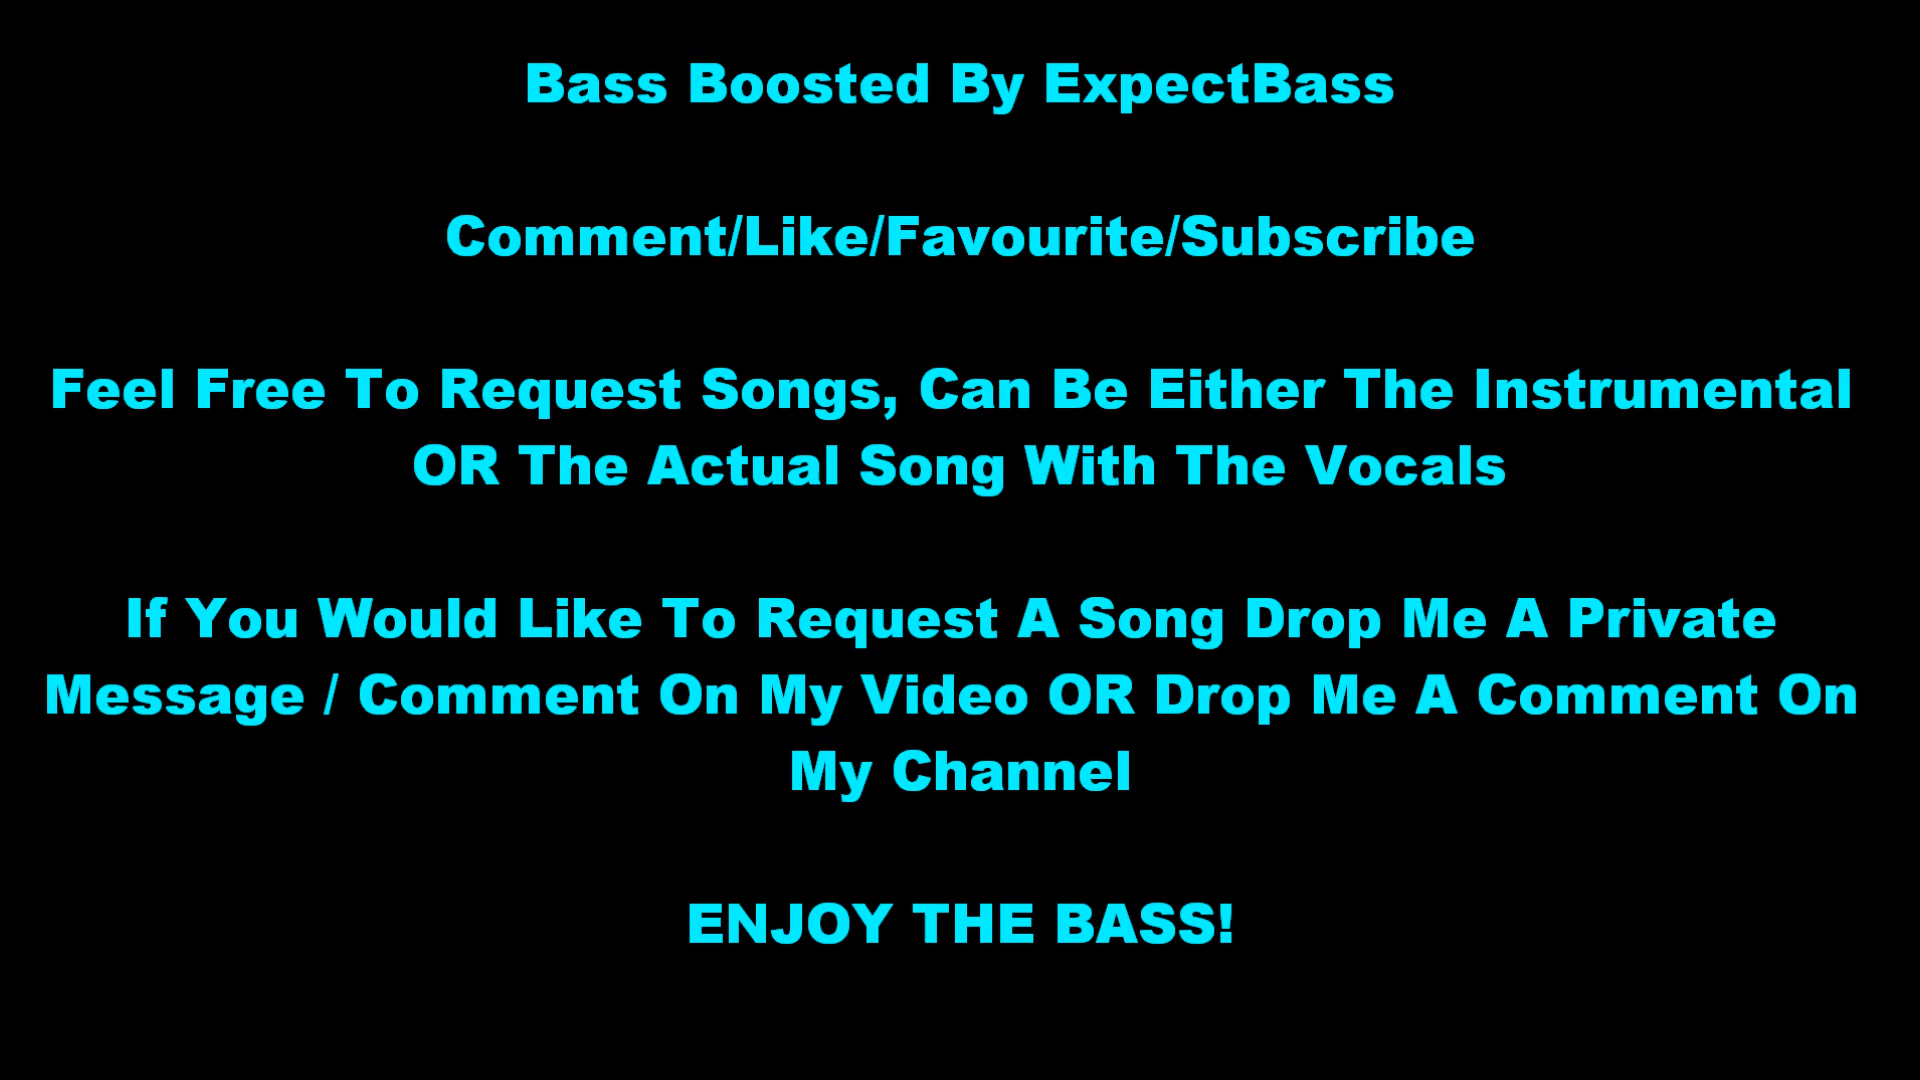 Bass Boosted By ExpectBass
Comment/Like/Favourite/Subscribe
Feel Free To Request Songs, Can Be Either The Instrumental
OR The Actual Song With The Vocals
If You Would Like To Request A Song Drop Me A Private
Message / Comment On My Video OR Drop Me A Comment On
My Channel
ENJOY THE BASS!